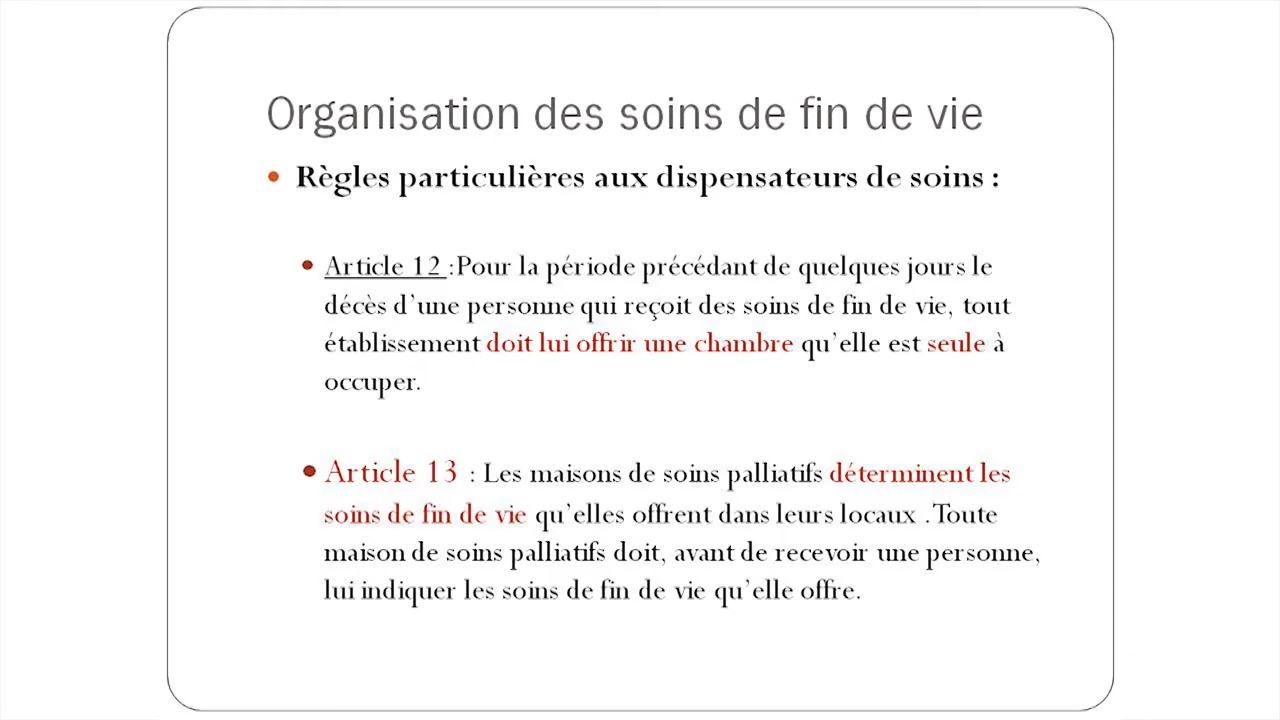 Organisation des soins de fin de vie
• Règles particulières aux dispensateurs de soins :
• Article 12 :Pour la période précédant de quelques jours le
décès d'une personne qui reçoit des soins de fin de vie, tout
établissement doit lui offrir une chambre qu'elle est seule à
occuper.
• Article 13 : Les maisons de soins palliatifs déterminent les
soins de fin de vie qu'elles offrent dans leurs locaux .Toute
maison de soins palliatifs doit, avant de recevoir une personne,
lui indiquer les soins de fin de vie qu'elle offre.